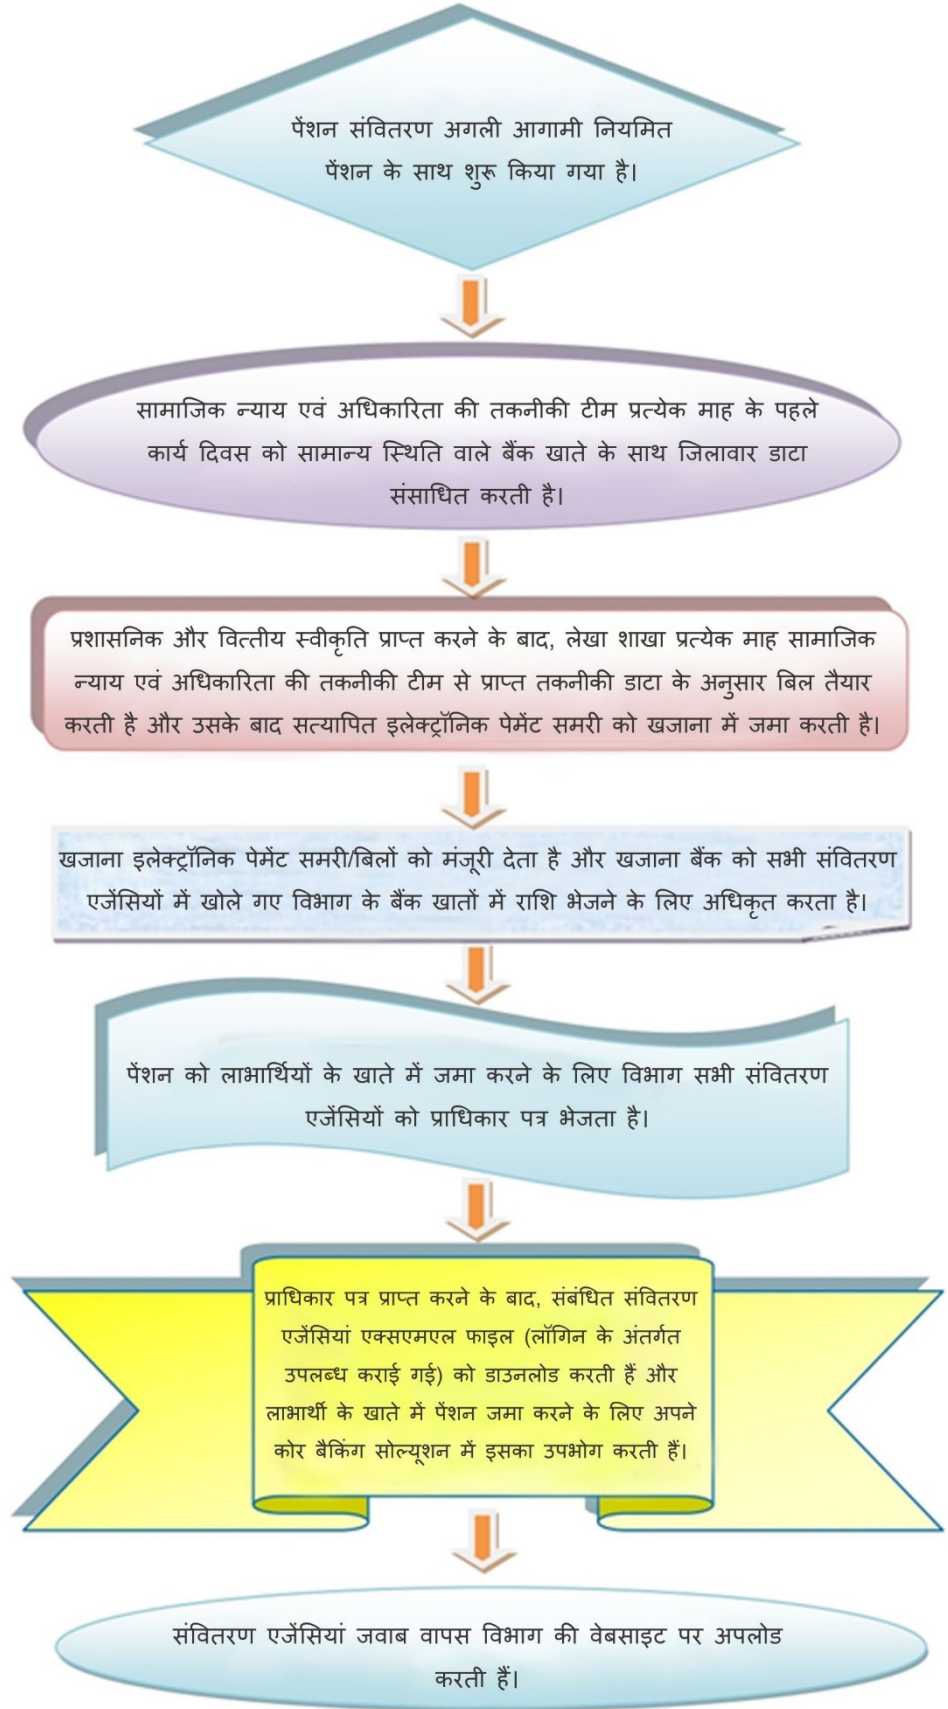 पेंशन संवितरण अगली आगामी नियमित
पेंशन के साथ शुरू किया गया है।
सामाजिक न्याय एवं अधिकारिता की तकनीकी टीम प्रत्येक माह के पहले
कार्य दिवस को सामान्य स्थिति वाले बैंक खाते के साथ जिलावार डाटा
संसाधित करती है।
प्रशासनिक और वित्तीय स्वीकृति प्राप्त करने के बाद, लेखा शाखा प्रत्येक माह सामाजिक
न्याय एवं अधिकारिता की तकनीकी टीम से प्राप्त तकनीकी डाटा के अनुसार बिल तैयार
करती है और उसके बाद सत्यापित इलेक्ट्रॉनिक पेमेंट समरी को खजाना में जमा करती है।
खजाना इलेक्ट्रॉनिक पेमेंट समरी/बिलों को मंजूरी देता है और खजाना बैंक को सभी संवितरण
एजेंसियों में खोले गए विभाग के बैंक खातों में राशि भेजने के लिए अधिकृत करता है।
पेंशन को लाभार्थियों के खाते में जमा करने के लिए विभाग सभी संवितरण
एजेंसियों को प्राधिकार पत्र भेजता है।
प्राधिकार पत्र प्राप्त करने के बाद, संबंधित संवितरण
एजेंसियां एक्सएमएल फाइल (लॉगिन के अंतर्गत
उपलब्ध कराई गई) को डाउनलोड करती हैं और
लाभार्थी के खाते में पेंशन जमा करने के लिए अपने
कोर बैकिंग सोल्यूशन में इसका उपभोग करती हैं।
संवितरण एजेंसियां जवाब वापस विभाग की वेबसाइट पर अपलोड
करती हैं।